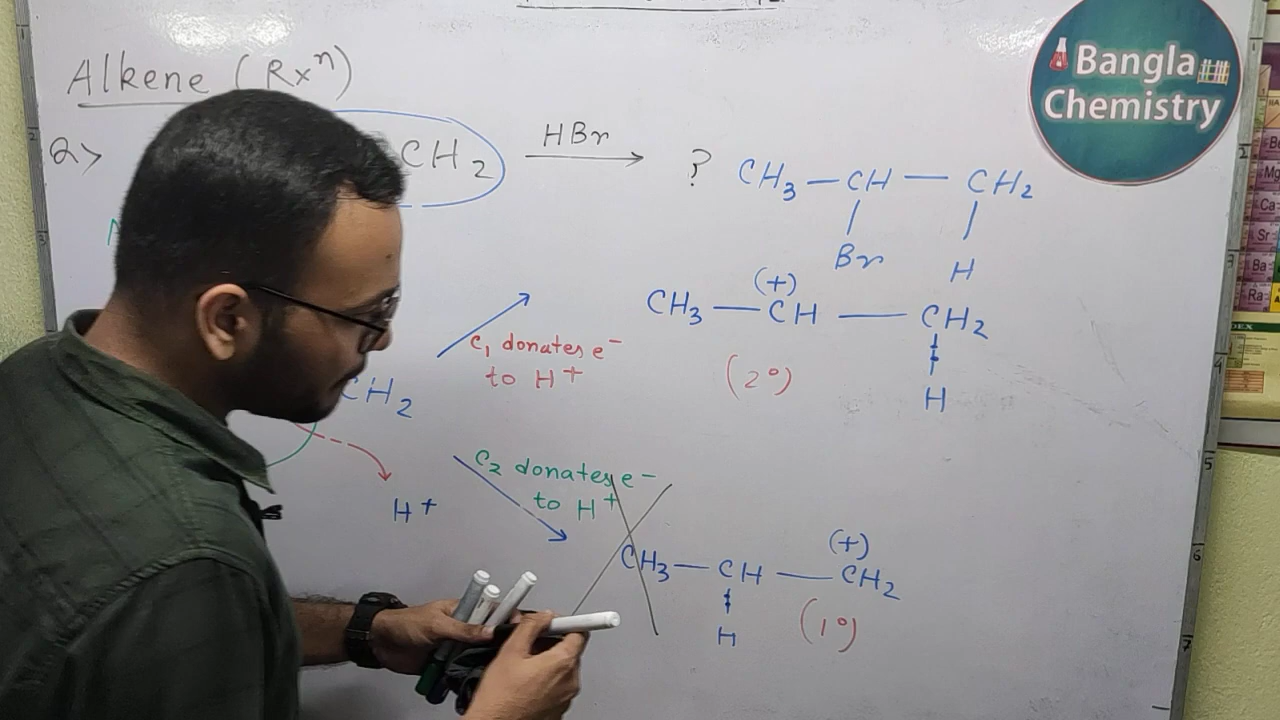 Bangla
Chemistry
Alkene (Rxⁿ)
Q> CH₂ HBr ? CH₃ — CH — CH₂
Br H
(+)
CH₃ — CH — CH₂
(2°)
H
C₁ donates e⁻
to H+
CH₂
H+
C₂ donates e⁻
to H+
(+)
CH₃ — CH — CH₂
H (1°)